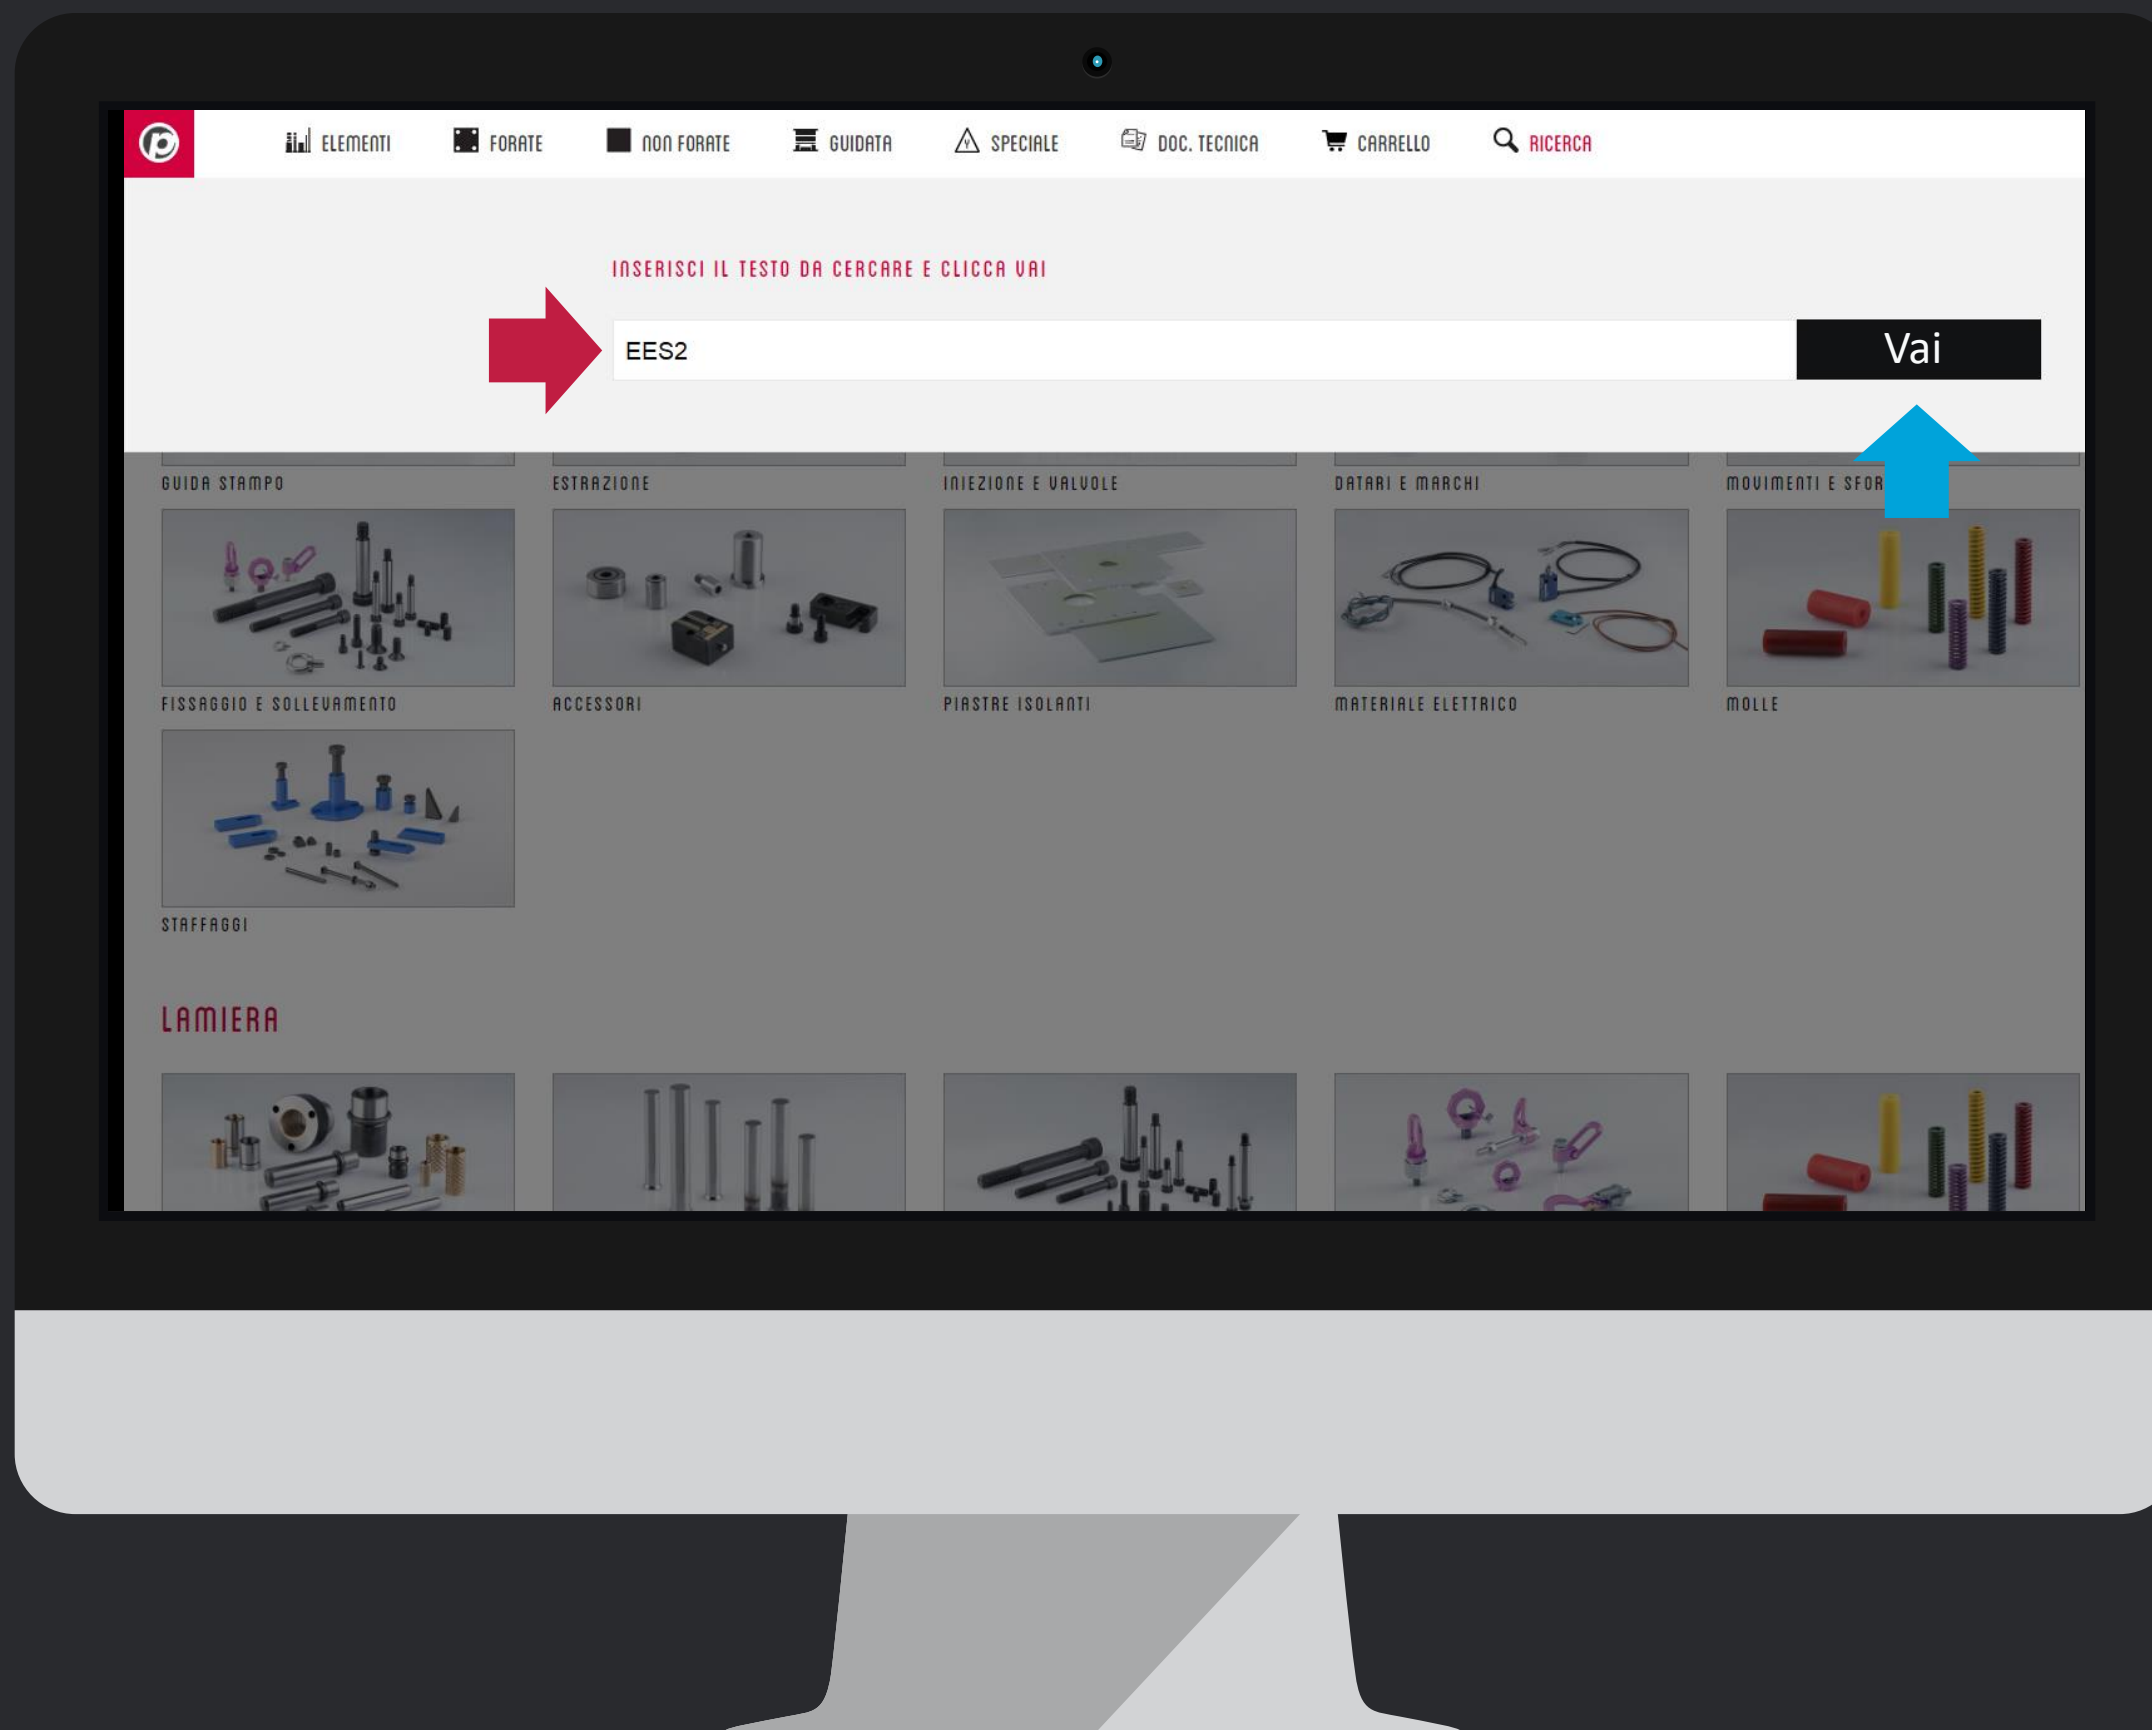 ELEMENTI FORATE NON FORATE GUIDATA SPECIALE DOC. TECNICA CARRELLO RICERCA
INSERISCI IL TESTO DA CERCARE E CLICCA VAI
EES2 Vai
GUIDA STAMPO ESTRAZIONE INIEZIONE E VALVOLE DATARI E MARCHI MOVIMENTI E
FISSAGGIO E SOLLEVAMENTO ACCESSORI PIASTRE ISOLANTI MATERIALE ELETTRICO MOLLE
STAFFAGGI
LAMIERA